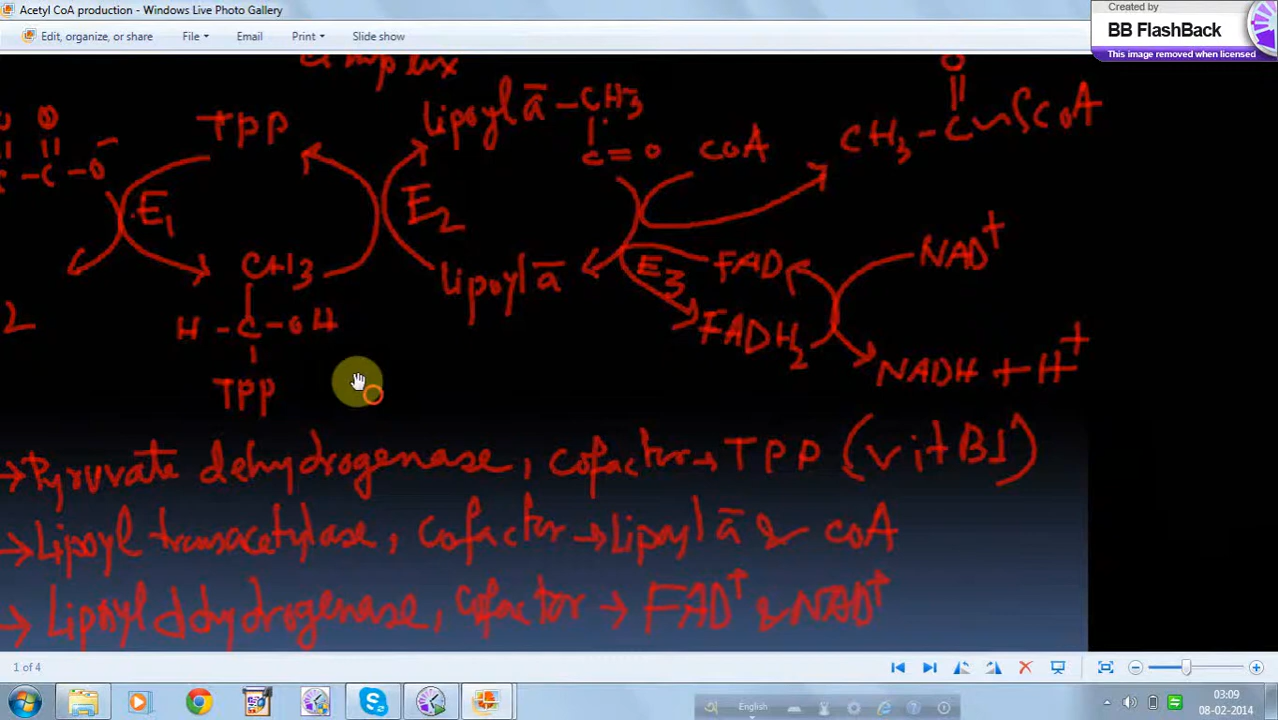 Acetyl CoA production - Windows Live Photo Gallery
Created by
BB FlashBack
This image removed when licensed
Edit, organize, or share File Email Print Slide show
O
TPP
lipoyl ā – CH3
C = O
CoA
CH3 – C ~ SCoA
– C – O⁻
E1
E2
CH3
lipoyl ā
E3
FAD
NAD+
2
H – C – OH
FADH2
TPP
NADH + H+
→ Pyruvate dehydrogenase, cofactor → TPP (vit B1)
→ Lipoyl transacetylase, cofactor → Lipoyl ā & CoA
→ Lipoyl dehydrogenase, cofactor → FAD+ & NAD+
1 of 4
English
03:09
08-02-2014